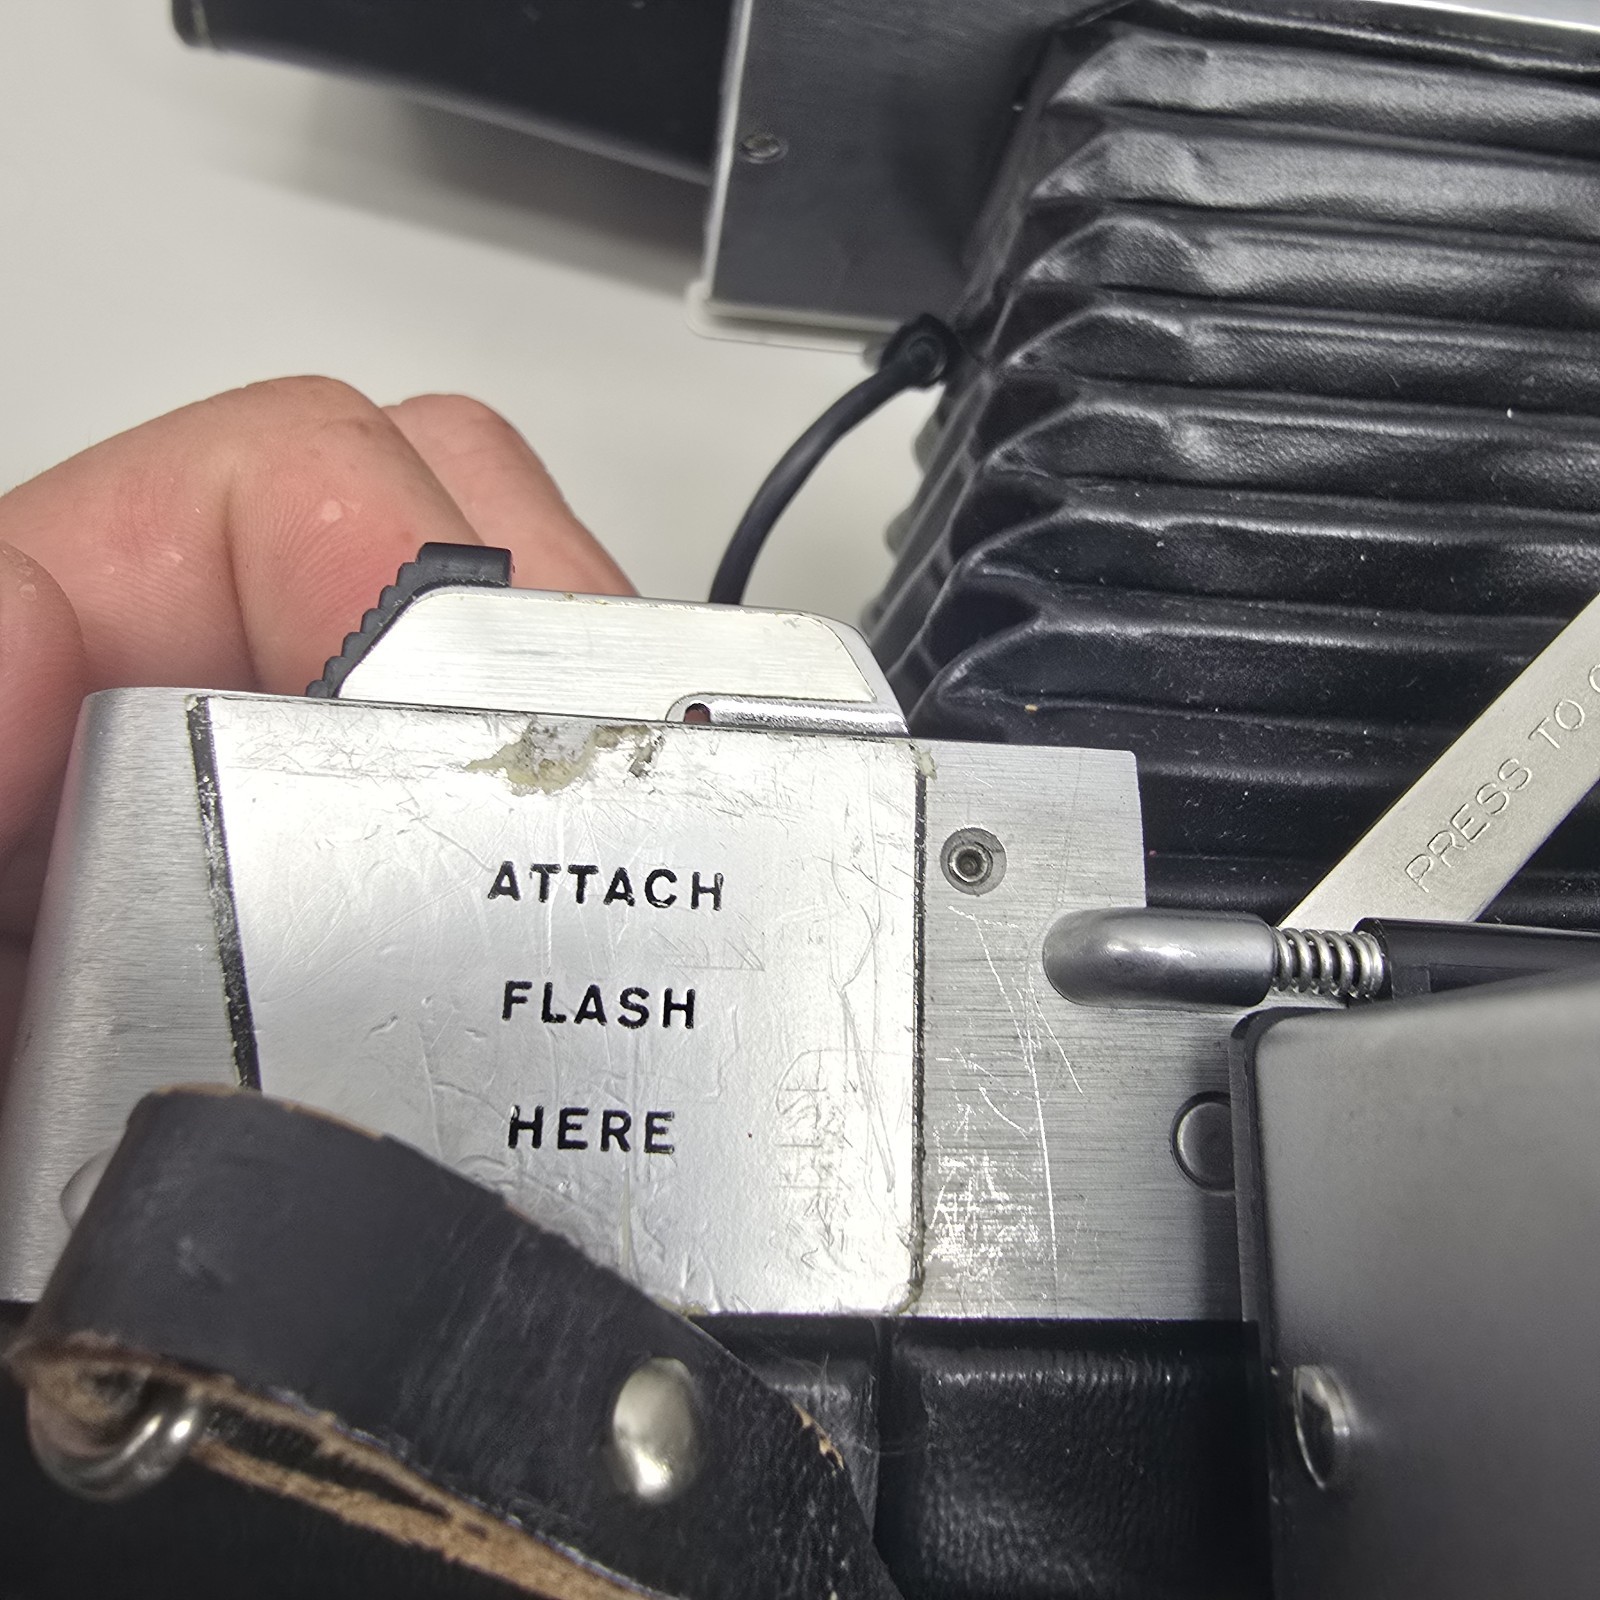 ATTACH
FLASH
HERE
PRESS TO